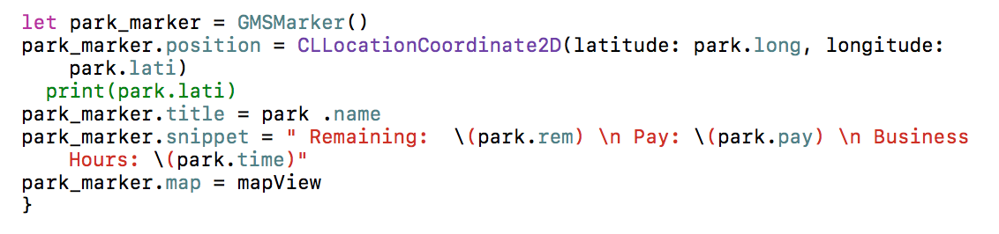 let park_marker = GMSMarker()
park_marker.position = CLLocationCoordinate2D(latitude: park.long, longitude:
park.lati)
print(park.lati)
park_marker.title = park .name
park_marker.snippet = " Remaining:  \(park.rem) \n Pay: \(park.pay) \n Business
Hours: \(park.time)"
park_marker.map = mapView
}